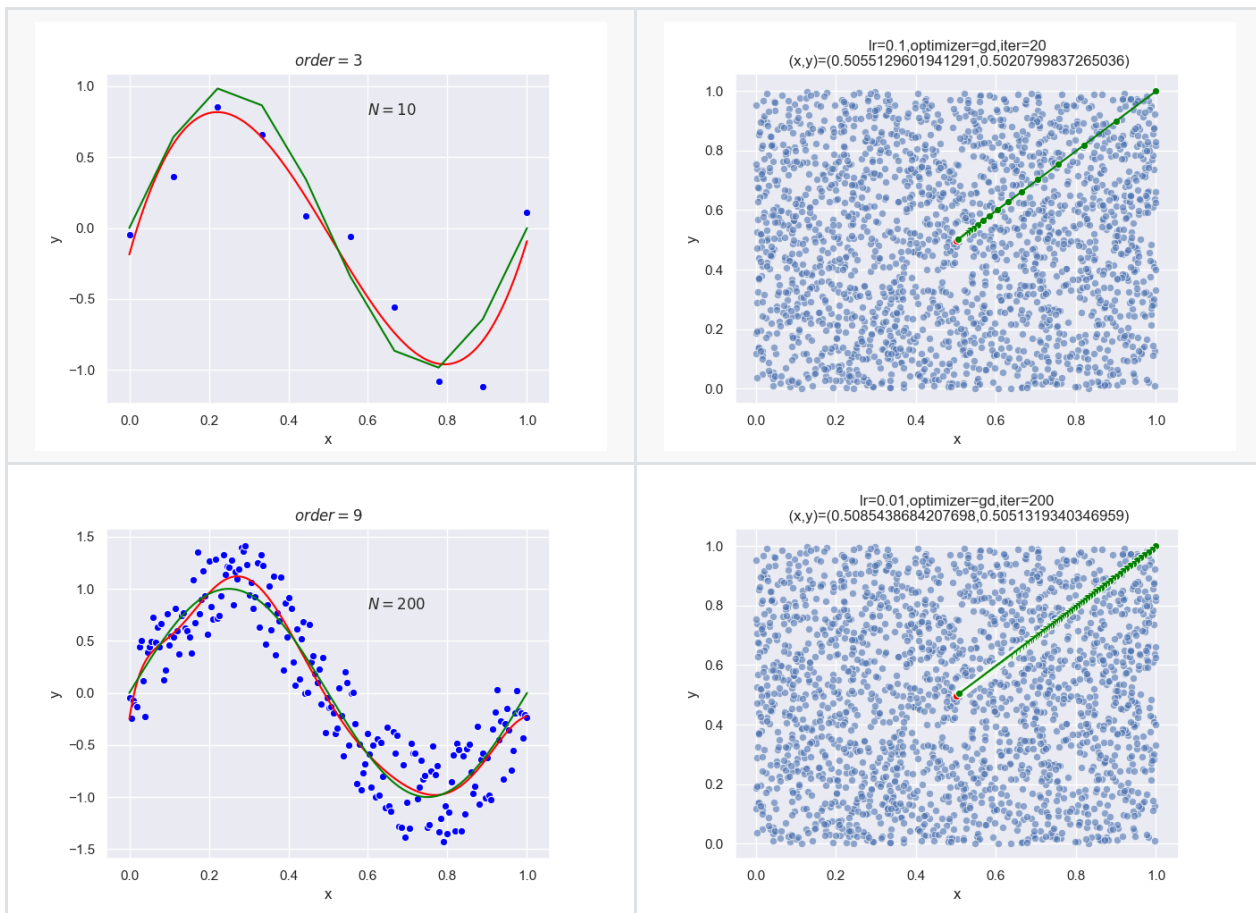 order = 3
N = 10
1.0
0.5
0.0
−0.5
−1.0
y
0.0 0.2 0.4 0.6 0.8 1.0
x
lr=0.1,optimizer=gd,iter=20
(x,y)=(0.5055129601941291,0.5020799837265036)
1.0
0.8
0.6
0.4
0.2
0.0
y
0.0 0.2 0.4 0.6 0.8 1.0
x
order = 9
N = 200
1.5
1.0
0.5
0.0
−0.5
−1.0
−1.5
y
0.0 0.2 0.4 0.6 0.8 1.0
x
lr=0.01,optimizer=gd,iter=200
(x,y)=(0.5085438684207698,0.5051319340346959)
1.0
0.8
0.6
0.4
0.2
0.0
y
0.0 0.2 0.4 0.6 0.8 1.0
x